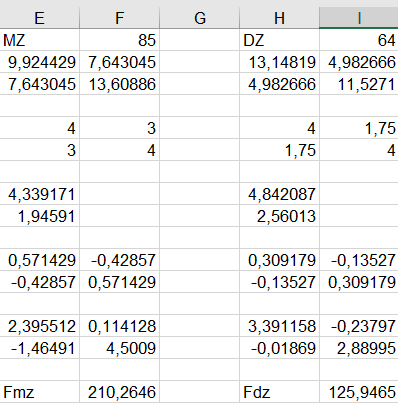 E F G H I
MZ 85 DZ 64
9,924429 7,643045 13,14819 4,982666
7,643045 13,60886 4,982666 11,5271
4 3 4 1,75
3 4 1,75 4
4,339171 4,842087
1,94591 2,56013
0,571429 -0,42857 0,309179 -0,13527
-0,42857 0,571429 -0,13527 0,309179
2,395512 0,114128 3,391158 -0,23797
-1,46491 4,5009 -0,01869 2,88995
Fmz 210,2646 Fdz 125,9465